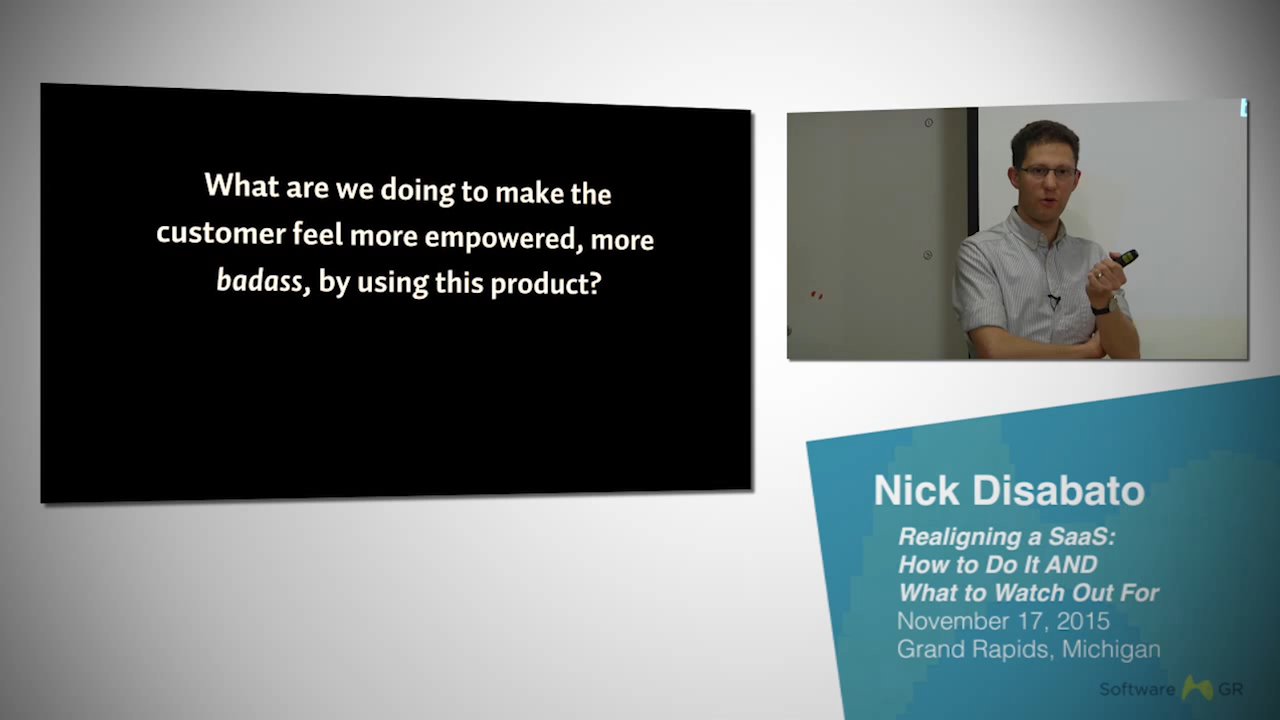 What are we doing to make the
customer feel more empowered, more
badass, by using this product?
Nick Disabato
Realigning a SaaS:
How to Do It AND
What to Watch Out For
November 17, 2015
Grand Rapids, Michigan
Software GR